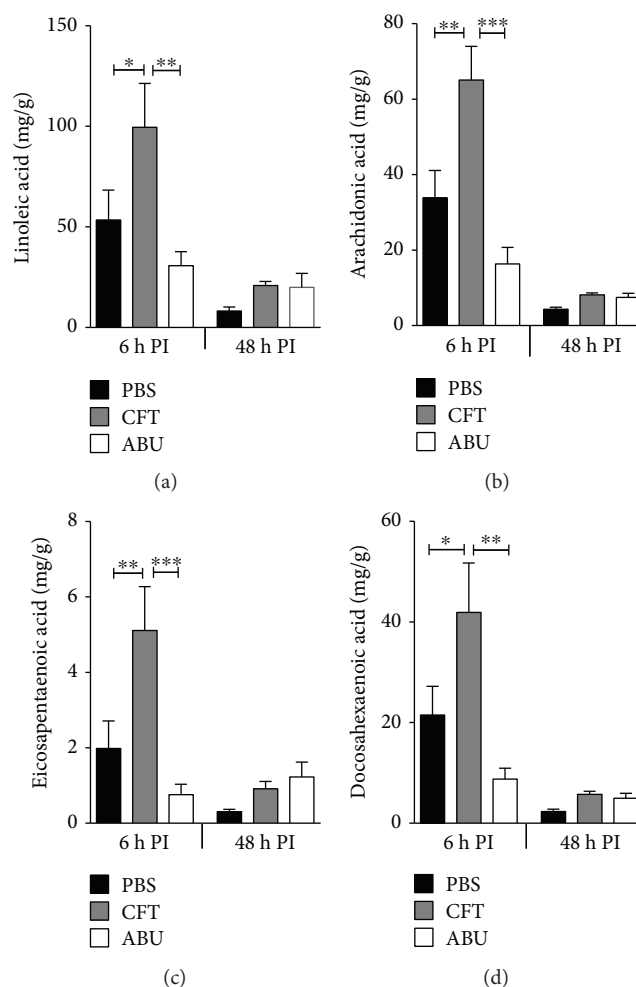 Linoleic acid (mg/g)
150
100
50
0
* **
6 h PI 48 h PI
PBS
CFT
ABU
(a)
Arachidonic acid (mg/g)
80
60
40
20
0
** ***
6 h PI 48 h PI
PBS
CFT
ABU
(b)
Eicosapentaenoic acid (mg/g)
8
6
4
2
0
** ***
6 h PI 48 h PI
PBS
CFT
ABU
(c)
Docosahexaenoic acid (mg/g)
60
40
20
0
* **
6 h PI 48 h PI
PBS
CFT
ABU
(d)